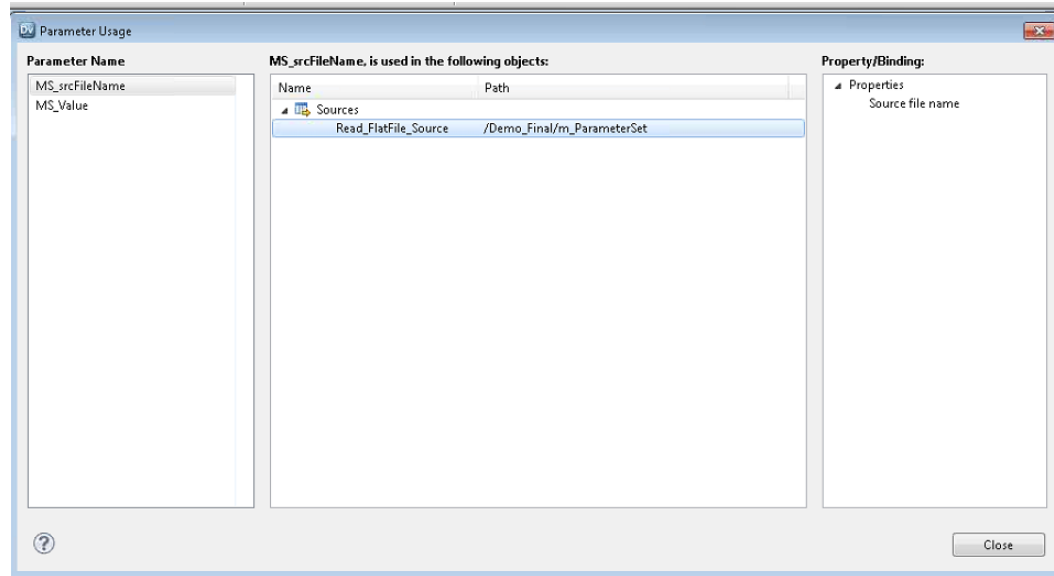 DV Parameter Usage
Parameter Name
MS_srcFileName
MS_Value
MS_srcFileName, is used in the following objects:
Name Path
Sources
Read_FlatFile_Source /Demo_Final/m_ParameterSet
Property/Binding:
Properties
Source file name
?
Close